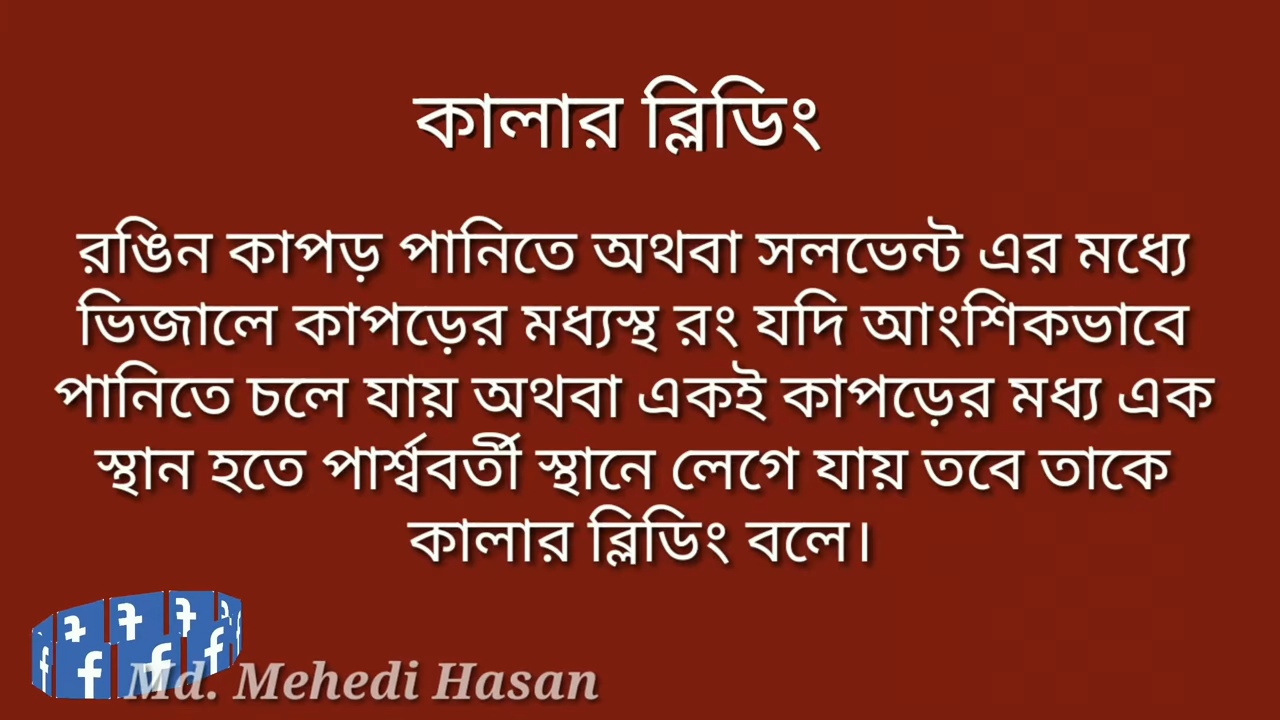 কালার ব্লিডিং
রঙিন কাপড় পানিতে অথবা সলভেন্ট এর মধ্যে
ভিজালে কাপড়ের মধ্যস্থ রং যদি আংশিকভাবে
পানিতে চলে যায় অথবা একই কাপড়ের মধ্য এক
স্থান হতে পার্শ্ববর্তী স্থানে লেগে যায় তবে তাকে
কালার ব্লিডিং বলে।
Md. Mehedi Hasan